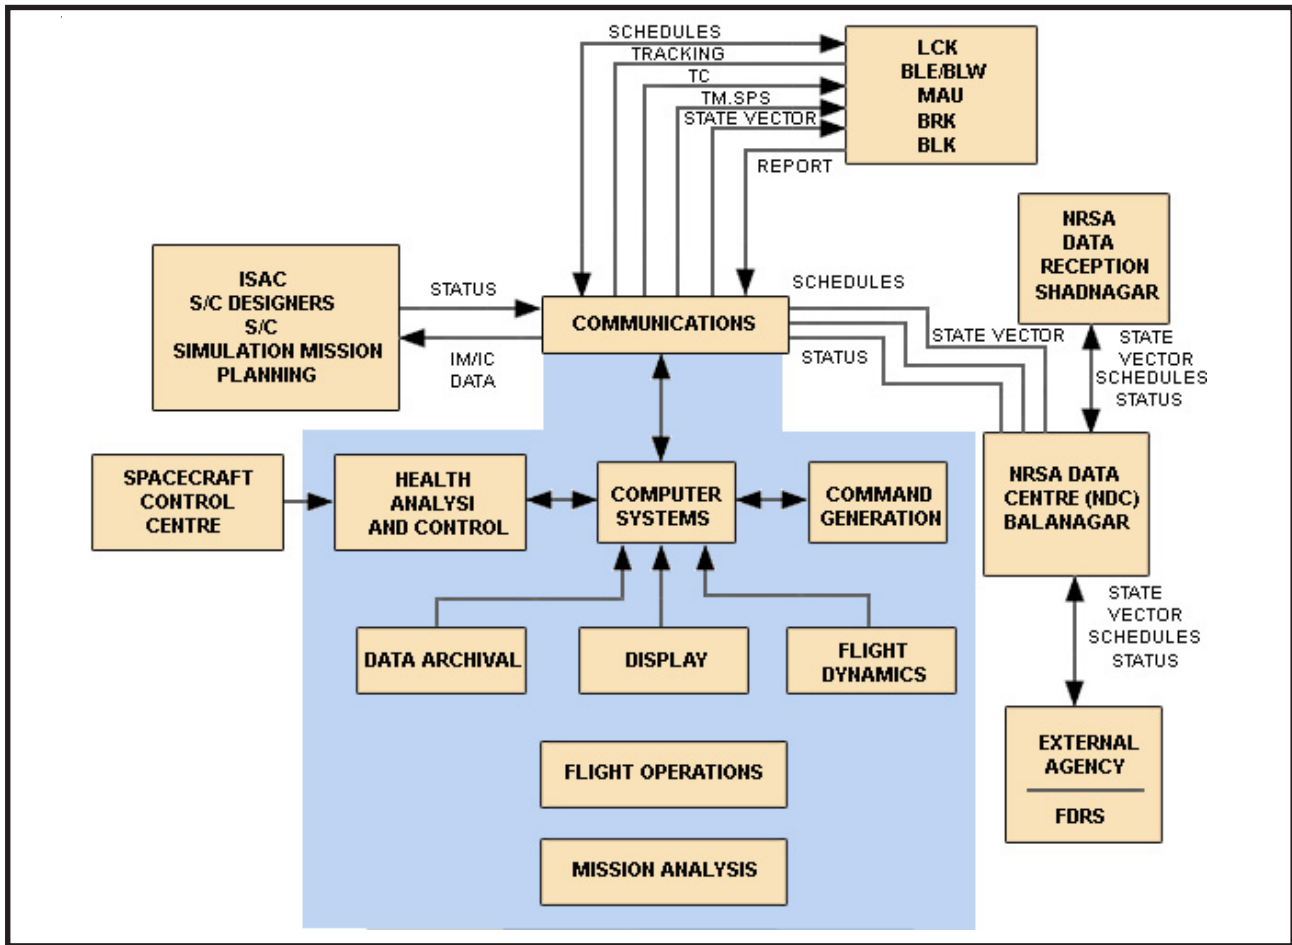 SCHEDULES
TRACKING
TC
TM.SPS
STATE VECTOR
REPORT
LCK
BLE/BLW
MAU
BRK
BLK
NRSA
DATA
RECEPTION
SHADNAGAR
ISAC
S/C DESIGNERS
S/C
SIMULATION MISSION
PLANNING
STATUS
IM/IC
DATA
COMMUNICATIONS
SCHEDULES
STATE VECTOR
STATUS
STATE
VECTOR
SCHEDULES
STATUS
SPACECRAFT
CONTROL
CENTRE
HEALTH
ANALYSI
AND CONTROL
COMPUTER
SYSTEMS
COMMAND
GENERATION
NRSA DATA
CENTRE (NDC)
BALANAGAR
STATE
VECTOR
SCHEDULES
STATUS
DATA ARCHIVAL
DISPLAY
FLIGHT
DYNAMICS
FLIGHT OPERATIONS
MISSION ANALYSIS
EXTERNAL
AGENCY
FDRS